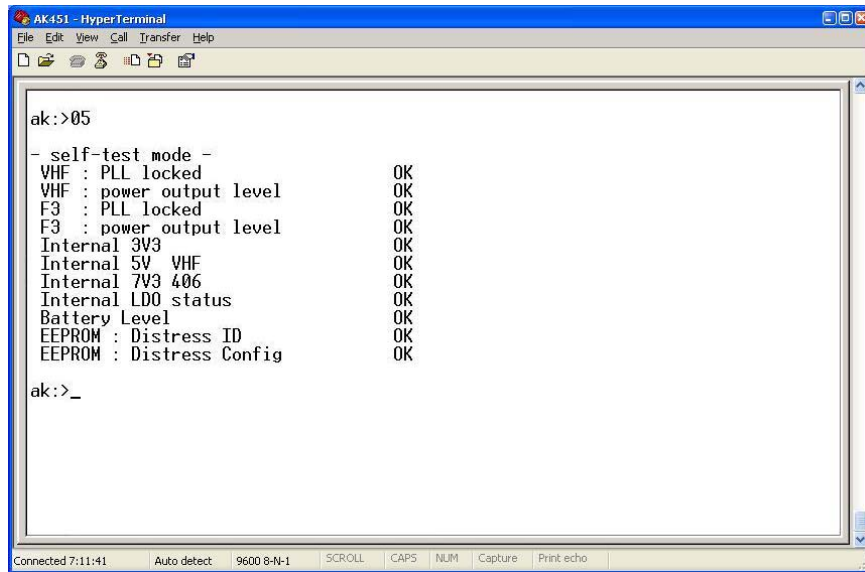 AK451 - HyperTerminal
File Edit View Call Transfer Help
ak:>05
- self-test mode -
VHF : PLL locked OK
VHF : power output level OK
F3 : PLL locked OK
F3 : power output level OK
Internal 3V3 OK
Internal 5V VHF OK
Internal 7V3 406 OK
Internal LDO status OK
Battery Level OK
EEPROM : Distress ID OK
EEPROM : Distress Config OK
ak:>_
Connected 7:11:41 Auto detect 9600 8-N-1 SCROLL CAPS NUM Capture Print echo